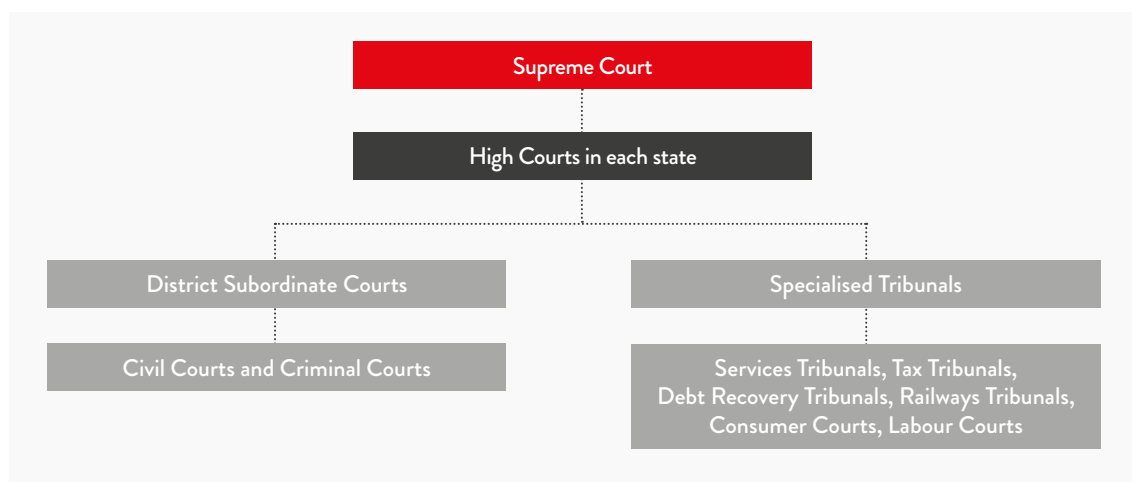 Supreme Court
High Courts in each state
District Subordinate Courts
Specialised Tribunals
Civil Courts and Criminal Courts
Services Tribunals, Tax Tribunals,
Debt Recovery Tribunals, Railways Tribunals,
Consumer Courts, Labour Courts